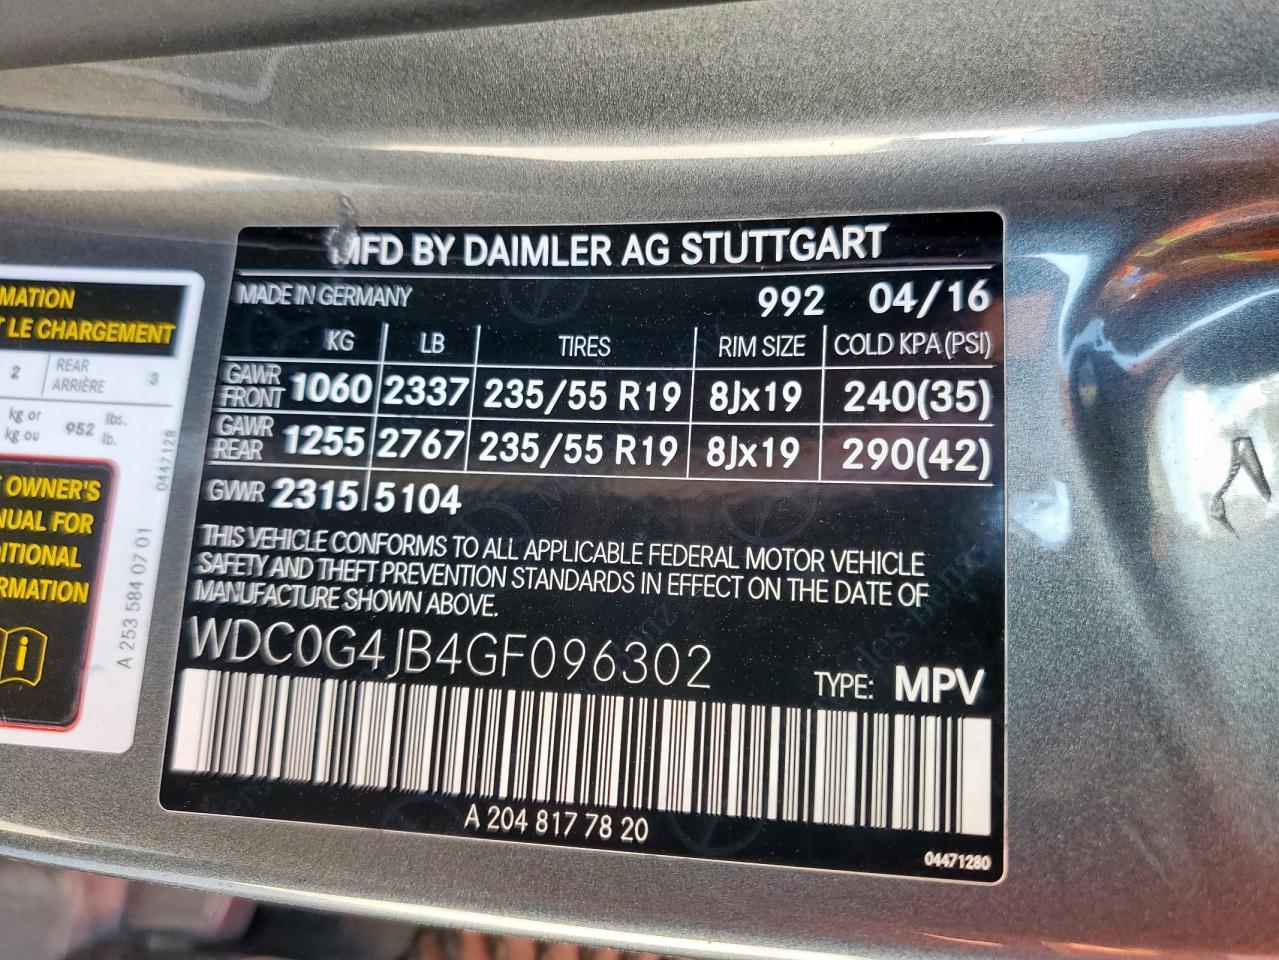 MATION
T LE CHARGEMENT
2 REAR ARRIÈRE 3
kg or kg ou 952 lbs. lb.
OWNER'S
NUAL FOR
DITIONAL
RMATION
i
0447128
A 253 584 07 01
MFD BY DAIMLER AG STUTTGART
MADE IN GERMANY 992 04/16
KG LB TIRES RIM SIZE COLD KPA(PSI)
GAWR FRONT 1060 2337 235/55 R19 8Jx19 240(35)
GAWR REAR 1255 2767 235/55 R19 8Jx19 290(42)
GVWR 2315 5104
THIS VEHICLE CONFORMS TO ALL APPLICABLE FEDERAL MOTOR VEHICLE
SAFETY AND THEFT PREVENTION STANDARDS IN EFFECT ON THE DATE OF
MANUFACTURE SHOWN ABOVE.
WDC0G4JB4GF096302
TYPE: MPV
A 204 817 78 20
04471280